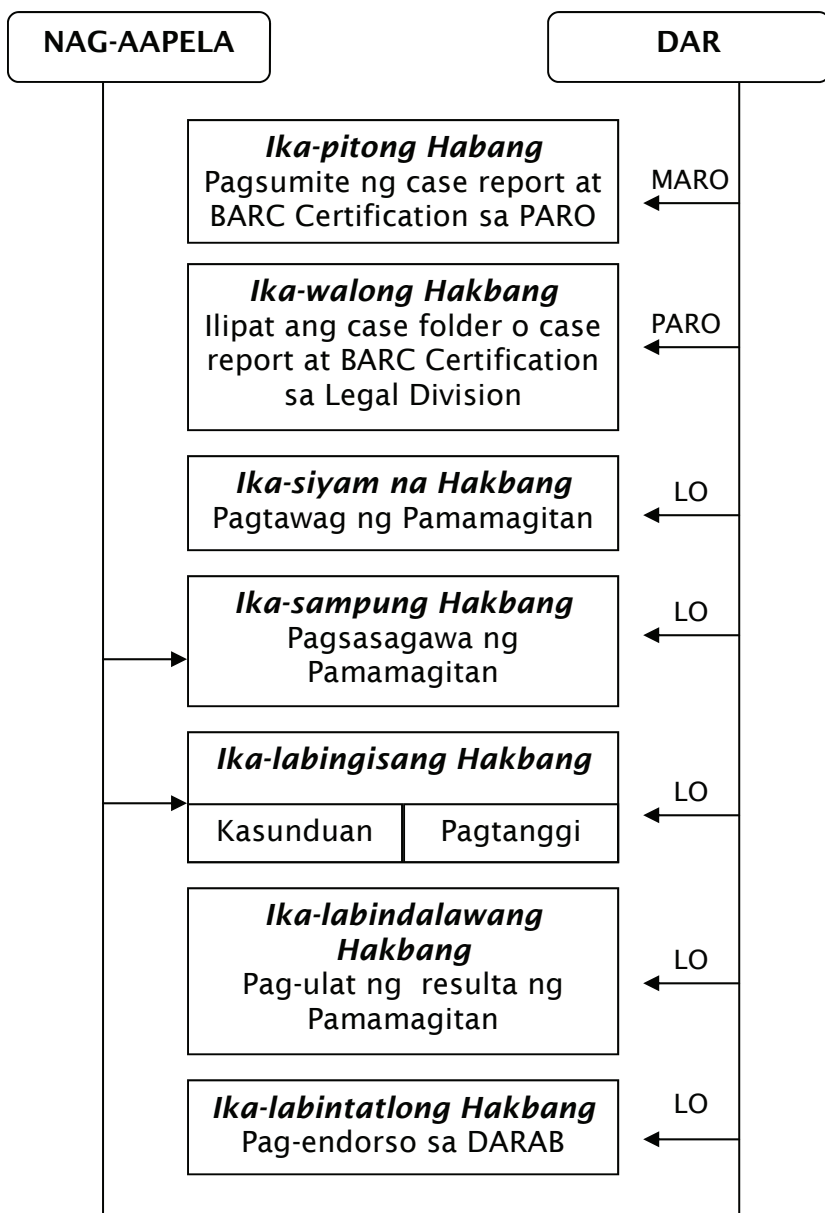 NAG-AAPELA
DAR
Ika-pitong Habang
Pagsumite ng case report at
BARC Certification sa PARO
MARO
Ika-walong Hakbang
Ilipat ang case folder o case
report at BARC Certification
sa Legal Division
PARO
Ika-siyam na Hakbang
Pagtawag ng Pamamagitan
LO
Ika-sampung Hakbang
Pagsasagawa ng
Pamamagitan
LO
Ika-labingisang Hakbang
Kasunduan
Pagtanggi
LO
Ika-labindalawang
Hakbang
Pag-ulat ng resulta ng
Pamamagitan
LO
Ika-labintatlong Hakbang
Pag-endorso sa DARAB
LO